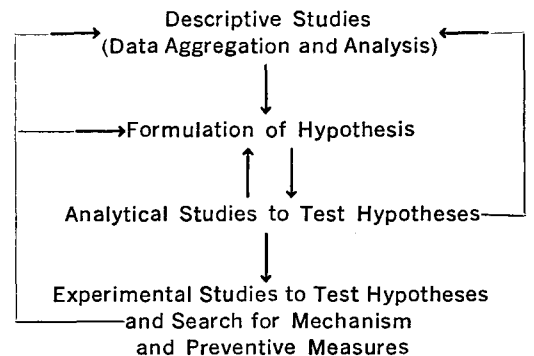 Descriptive Studies
(Data Aggregation and Analysis)
Formulation of Hypothesis
Analytical Studies to Test Hypotheses
Experimental Studies to Test Hypotheses
and Search for Mechanism
and Preventive Measures